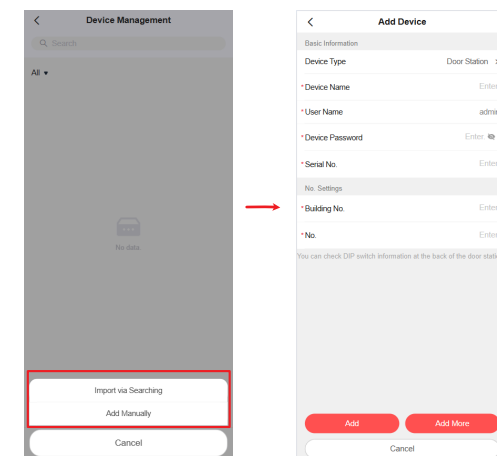 Device Management
Search
All
No data
Import via Searching
Add Manually
Cancel
Add Device
Basic Information
Device Type Door Station
*Device Name Enter
*User Name admin
*Device Password Enter
*Serial No. Enter
No. Settings
*Building No. Enter
*No. Enter
You can check DIP switch information at the back of the door stati
Add Add More
Cancel